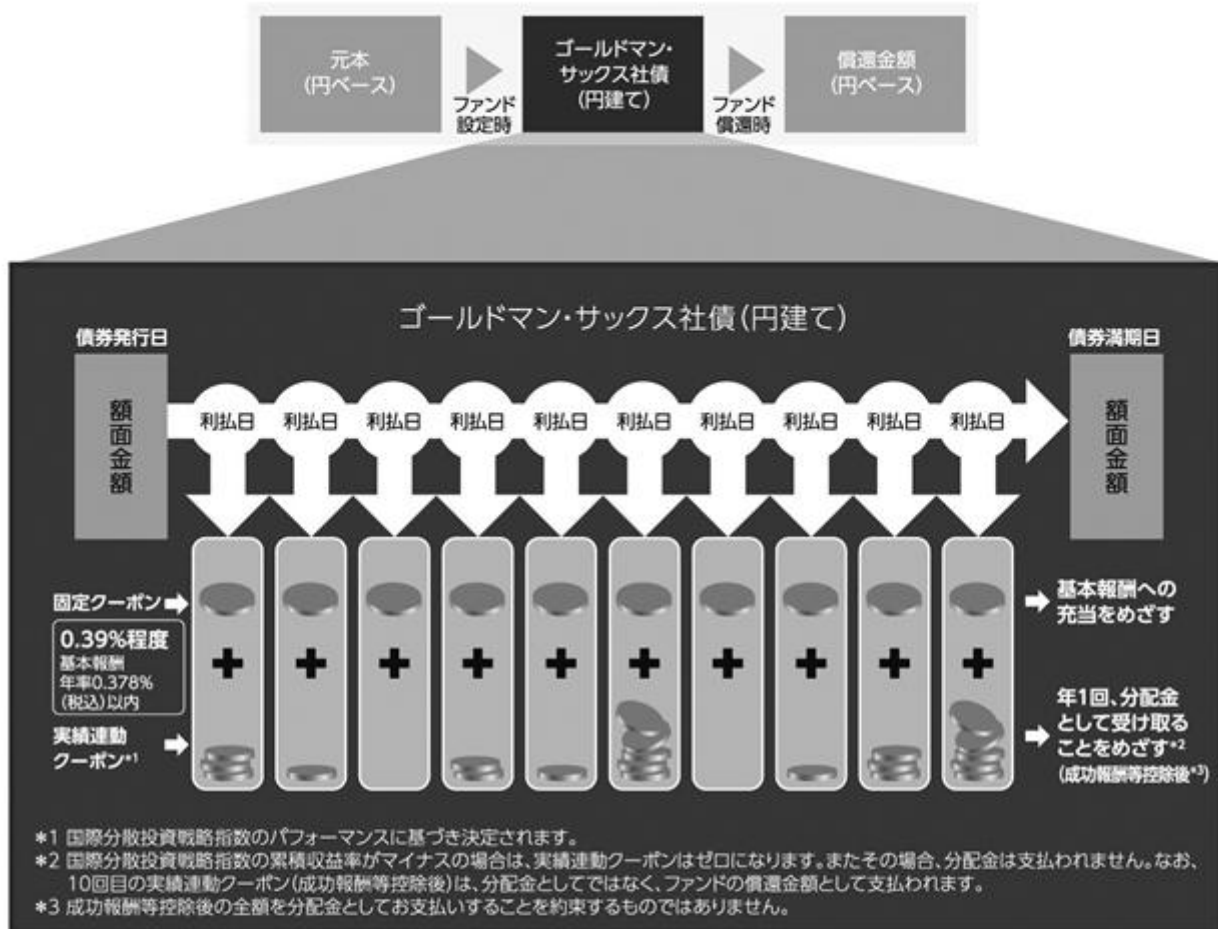 元本
(円ベース)
ファンド
設定時
ゴールドマン・
サックス社債
(円建て)
ファンド
償還時
償還金額
(円ベース)
ゴールドマン・サックス社債(円建て)
債券発行日
額面金額
利払日 利払日 利払日 利払日 利払日 利払日 利払日 利払日 利払日 利払日
債券満期日
額面金額
固定クーポン
0.39%程度
基本報酬
年率0.378%
(税込)以内
実績連動
クーポン*1
基本報酬への
充当をめざす
年1回、分配金
として受け取る
ことをめざす*2
(成功報酬等控除後*3)
*1 国際分散投資戦略指数のパフォーマンスに基づき決定されます。
*2 国際分散投資戦略指数の累積収益率がマイナスの場合は、実績連動クーポンはゼロになります。またその場合、分配金は支払われません。なお、
10回目の実績連動クーポン(成功報酬等控除後)は、分配金としてではなく、ファンドの償還金額として支払われます。
*3 成功報酬等控除後の全額を分配金としてお支払いすることを約束するものではありません。